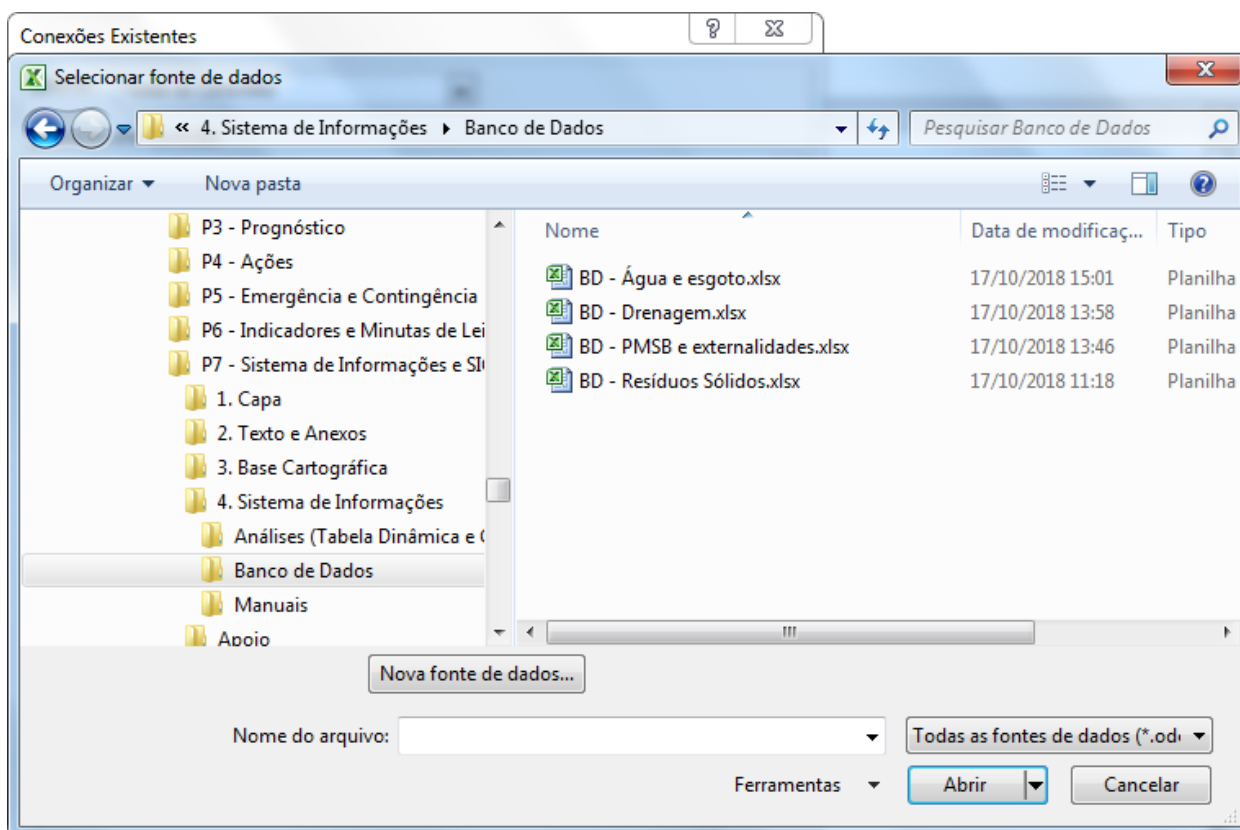 Conexões Existentes
Selecionar fonte de dados
« 4. Sistema de Informações Banco de Dados
Pesquisar Banco de Dados
Organizar
Nova pasta
P3 - Prognóstico
P4 - Ações
P5 - Emergência e Contingência
P6 - Indicadores e Minutas de Lei
P7 - Sistema de Informações e SI
1. Capa
2. Texto e Anexos
3. Base Cartográfica
4. Sistema de Informações
Análises (Tabela Dinâmica e
Banco de Dados
Manuais
Apoio
Nome Data de modificaç... Tipo
BD - Água e esgoto.xlsx 17/10/2018 15:01 Planilha
BD - Drenagem.xlsx 17/10/2018 13:58 Planilha
BD - PMSB e externalidades.xlsx 17/10/2018 13:46 Planilha
BD - Resíduos Sólidos.xlsx 17/10/2018 11:18 Planilha
Nova fonte de dados...
Nome do arquivo:
Todas as fontes de dados (*.od
Ferramentas
Abrir
Cancelar